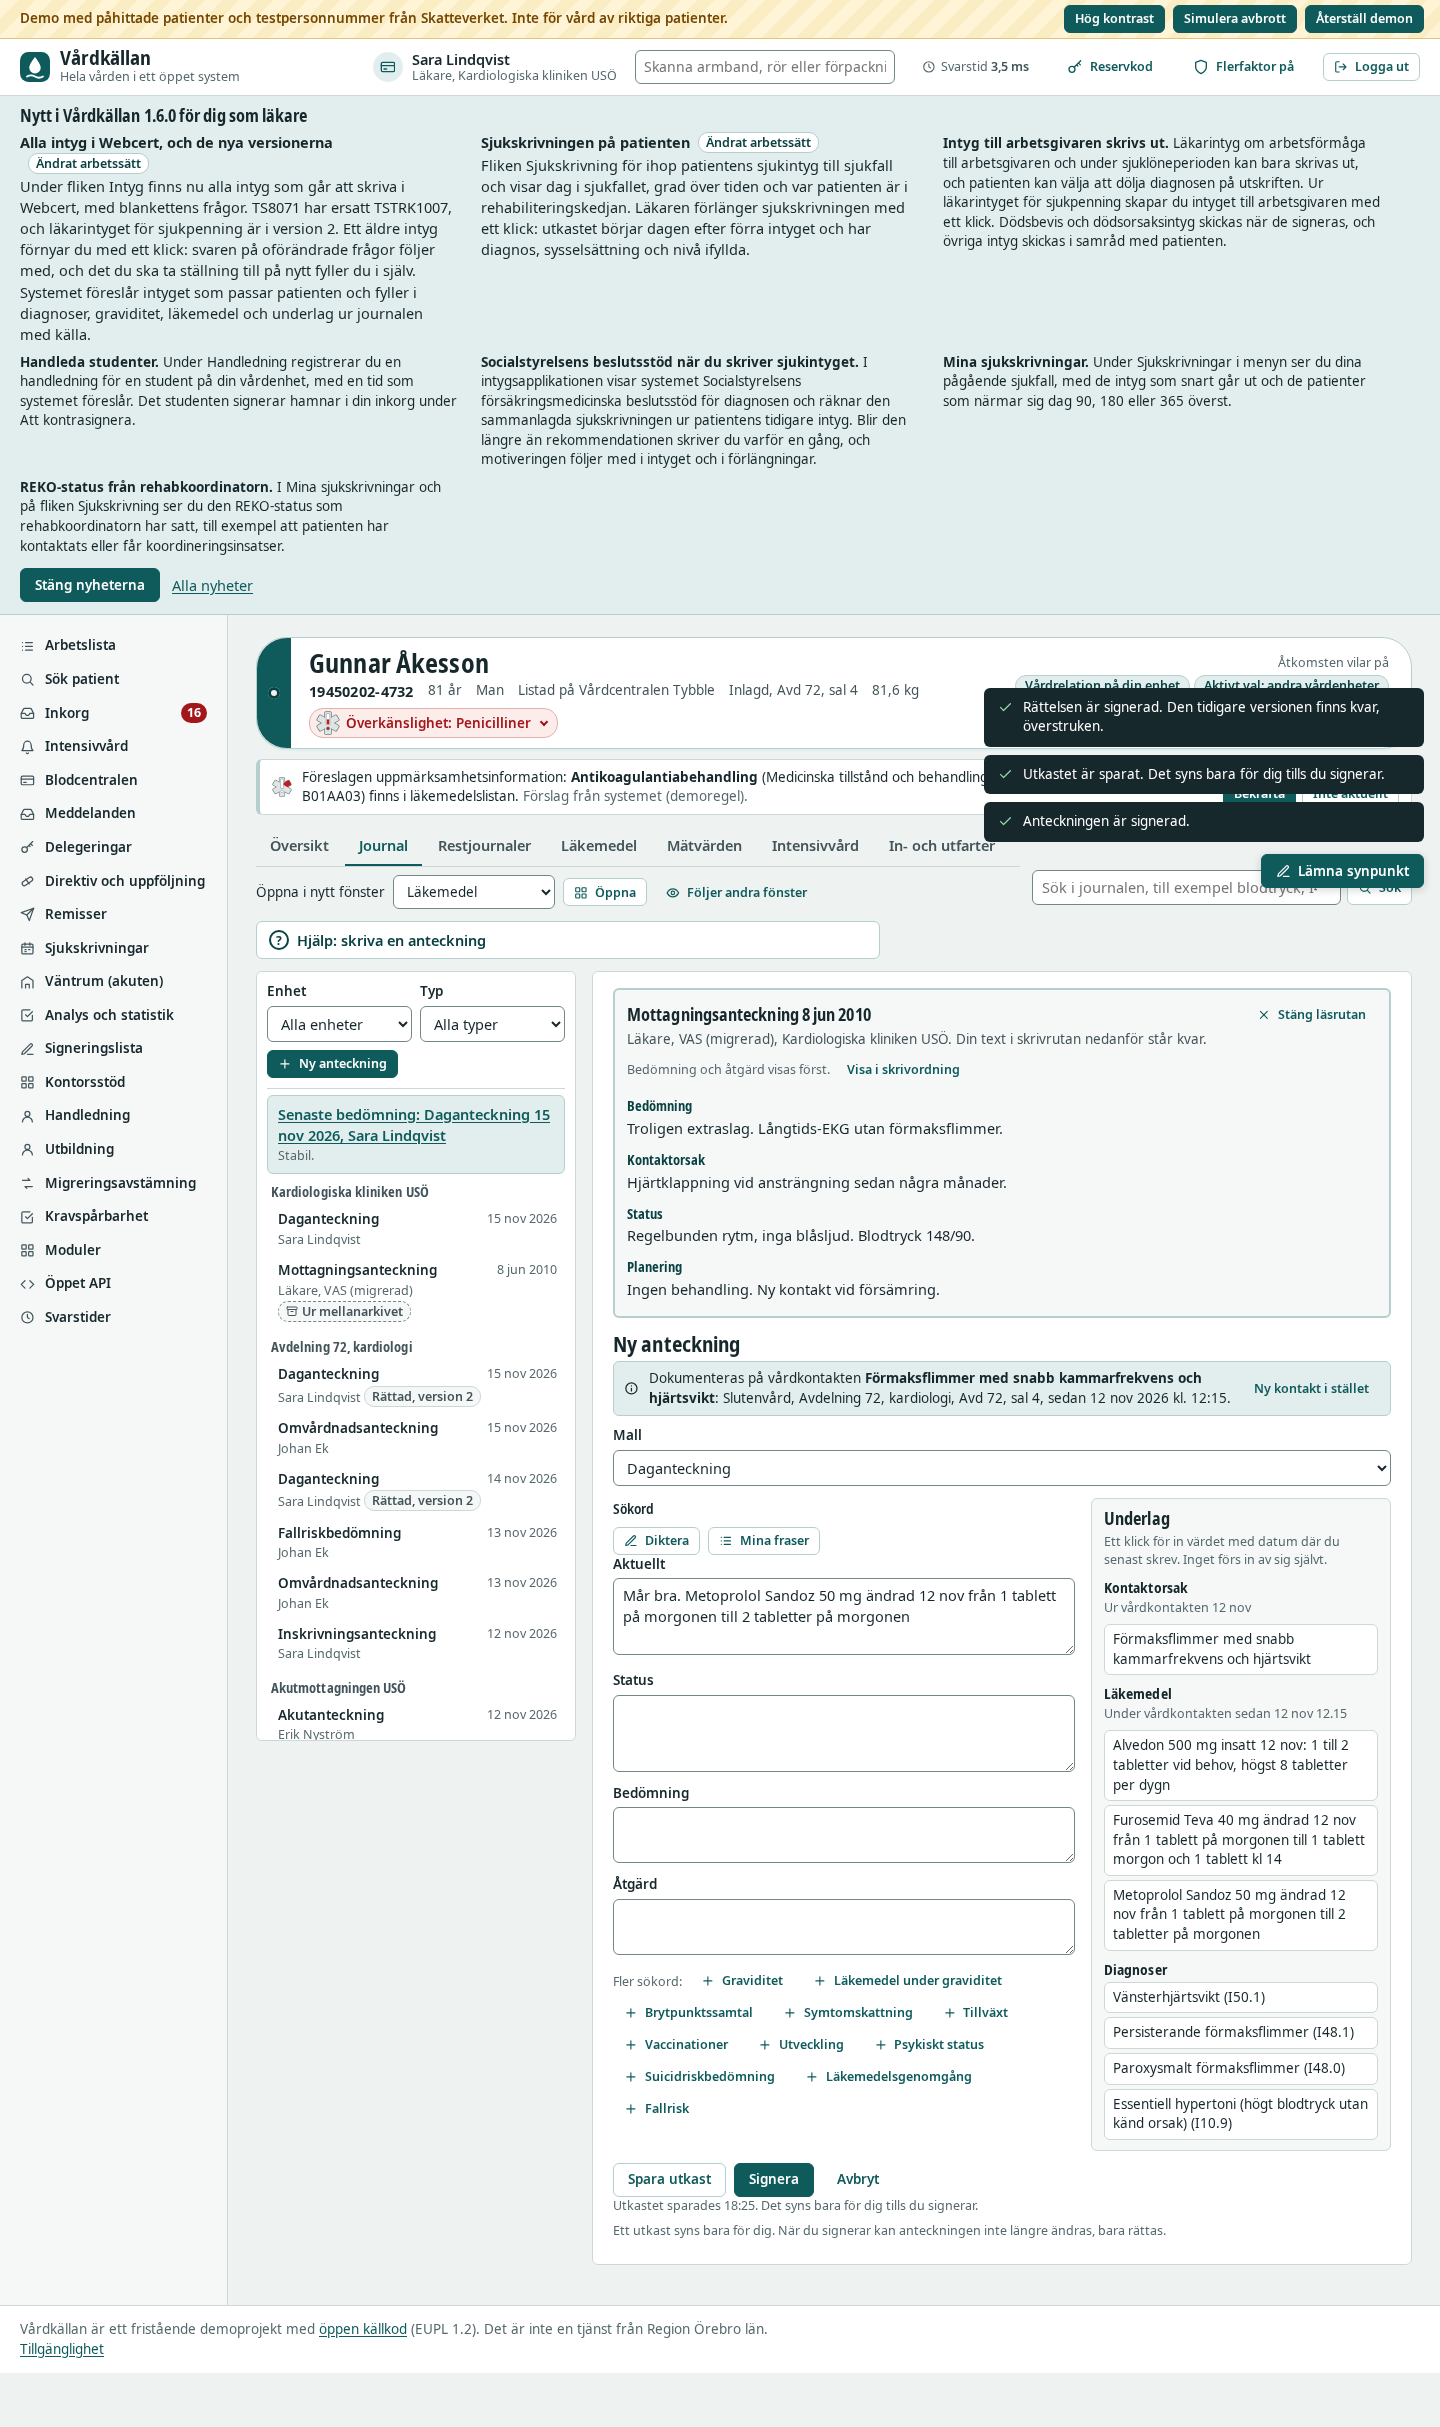 Demo med påhittade patienter och testpersonnummer från Skatteverket. Inte för vård av riktiga patienter.
Hög kontrast
Simulera avbrott
Återställ demon
Vårdkällan
Hela vården i ett öppet system
Sara Lindqvist
Läkare, Kardiologiska kliniken USÖ
Skanna armband, rör eller förpackni
Svarstid 3,5 ms
Reservkod
Flerfaktor på
Logga ut
Nytt i Vårdkällan 1.6.0 för dig som läkare
Alla intyg i Webcert, och de nya versionerna
Ändrat arbetssätt
Under fliken Intyg finns nu alla intyg som går att skriva i
Webcert, med blankettens frågor. TS8071 har ersatt TSTRK1007,
och läkarintyget för sjukpenning är i version 2. Ett äldre intyg
förnyar du med ett klick: svaren på oförändrade frågor följer
med, och det du ska ta ställning till på nytt fyller du i själv.
Systemet föreslår intyget som passar patienten och fyller i
diagnoser, graviditet, läkemedel och underlag ur journalen
med källa.
Sjukskrivningen på patienten
Ändrat arbetssätt
Fliken Sjukskrivning för ihop patientens sjukintyg till sjukfall
och visar dag i sjukfallet, grad över tiden och var patienten är i
rehabiliteringskedjan. Läkaren förlänger sjukskrivningen med
ett klick: utkastet börjar dagen efter förra intyget och har
diagnos, sysselsättning och nivå ifyllda.
Intyg till arbetsgivaren skrivs ut. Läkarintyg om arbetsförmåga
till arbetsgivaren och under sjuklöneperioden kan bara skrivas ut,
och patienten kan välja att dölja diagnosen på utskriften. Ur
läkarintyget för sjukpenning skapar du intyget till arbetsgivaren med
ett klick. Dödsbevis och dödsorsaksintyg skickas när de signeras, och
övriga intyg skickas i samråd med patienten.
Handleda studenter. Under Handledning registrerar du en
handledning för en student på din vårdenhet, med en tid som
systemet föreslår. Det studenten signerar hamnar i din inkorg under
Att kontrasignera.
Socialstyrelsens beslutsstöd när du skriver sjukintyget. I
intygsapplikationen visar systemet Socialstyrelsens
försäkringsmedicinska beslutsstöd för diagnosen och räknar den
sammanlagda sjukskrivningen ur patientens tidigare intyg. Blir den
längre än rekommendationen skriver du varför en gång, och
motiveringen följer med i intyget och i förlängningar.
Mina sjukskrivningar. Under Sjukskrivningar i menyn ser du dina
pågående sjukfall, med de intyg som snart går ut och de patienter
som närmar sig dag 90, 180 eller 365 överst.
REKO-status från rehabkoordinatorn. I Mina sjukskrivningar och
på fliken Sjukskrivning ser du den REKO-status som
rehabkoordinatorn har satt, till exempel att patienten har
kontaktats eller får koordineringsinsatser.
Stäng nyheterna
Alla nyheter
Arbetslista
Sök patient
Inkorg
16
Intensivvård
Blodcentralen
Meddelanden
Delegeringar
Direktiv och uppföljning
Remisser
Sjukskrivningar
Väntrum (akuten)
Analys och statistik
Signeringslista
Kontorsstöd
Handledning
Utbildning
Migreringsavstämning
Kravspårbarhet
Moduler
Öppet API
Svarstider
Gunnar Åkesson
19450202-4732
81 år
Man
Listad på Vårdcentralen Tybble
Inlagd, Avd 72, sal 4
81,6 kg
Överkänslighet: Penicilliner
Åtkomsten vilar på
Vårdrelation på din enhet
Aktivt val: andra vårdenheter
Rättelsen är signerad. Den tidigare versionen finns kvar,
överstruken.
Utkastet är sparat. Det syns bara för dig tills du signerar.
Anteckningen är signerad.
Föreslagen uppmärksamhetsinformation: Antikoagulantiabehandling (Medicinska tillstånd och behandling
B01AA03) finns i läkemedelslistan. Förslag från systemet (demoregel).
Bekräfta
Inte aktuellt
Lämna synpunkt
Översikt
Journal
Restjournaler
Läkemedel
Mätvärden
Intensivvård
In- och utfarter
Öppna i nytt fönster
Läkemedel
Öppna
Följer andra fönster
Sök i journalen, till exempel blodtryck,
Sök
? Hjälp: skriva en anteckning
Enhet
Typ
Alla enheter
Alla typer
Ny anteckning
Senaste bedömning: Daganteckning 15
nov 2026, Sara Lindqvist
Stabil.
Kardiologiska kliniken USÖ
Daganteckning
15 nov 2026
Sara Lindqvist
Mottagningsanteckning
8 jun 2010
Läkare, VAS (migrerad)
Ur mellanarkivet
Avdelning 72, kardiologi
Daganteckning
15 nov 2026
Sara Lindqvist
Rättad, version 2
Omvårdnadsanteckning
15 nov 2026
Johan Ek
Daganteckning
14 nov 2026
Sara Lindqvist
Rättad, version 2
Fallriskbedömning
13 nov 2026
Johan Ek
Omvårdnadsanteckning
13 nov 2026
Johan Ek
Inskrivningsanteckning
12 nov 2026
Sara Lindqvist
Akutmottagningen USÖ
Akutanteckning
12 nov 2026
Erik Nyström
Mottagningsanteckning 8 jun 2010
Stäng läsrutan
Läkare, VAS (migrerad), Kardiologiska kliniken USÖ. Din text i skrivrutan nedanför står kvar.
Bedömning och åtgärd visas först.
Visa i skrivordning
Bedömning
Troligen extraslag. Långtids-EKG utan förmaksflimmer.
Kontaktorsak
Hjärtklappning vid ansträngning sedan några månader.
Status
Regelbunden rytm, inga blåsljud. Blodtryck 148/90.
Planering
Ingen behandling. Ny kontakt vid försämring.
Ny anteckning
Dokumenteras på vårdkontakten Förmaksflimmer med snabb kammarfrekvens och
hjärtsvikt: Slutenvård, Avdelning 72, kardiologi, Avd 72, sal 4, sedan 12 nov 2026 kl. 12:15.
Ny kontakt i stället
Mall
Daganteckning
Sökord
Diktera
Mina fraser
Aktuellt
Mår bra. Metoprolol Sandoz 50 mg ändrad 12 nov från 1 tablett
på morgonen till 2 tabletter på morgonen
Status
Bedömning
Åtgärd
Fler sökord:
Graviditet
Läkemedel under graviditet
Brytpunktssamtal
Symtomskattning
Tillväxt
Vaccinationer
Utveckling
Psykiskt status
Suicidriskbedömning
Läkemedelsgenomgång
Fallrisk
Underlag
Ett klick för in värdet med datum där du
senast skrev. Inget förs in av sig självt.
Kontaktorsak
Ur vårdkontakten 12 nov
Förmaksflimmer med snabb
kammarfrekvens och hjärtsvikt
Läkemedel
Under vårdkontakten sedan 12 nov 12.15
Alvedon 500 mg insatt 12 nov: 1 till 2
tabletter vid behov, högst 8 tabletter
per dygn
Furosemid Teva 40 mg ändrad 12 nov
från 1 tablett på morgonen till 1 tablett
morgon och 1 tablett kl 14
Metoprolol Sandoz 50 mg ändrad 12
nov från 1 tablett på morgonen till 2
tabletter på morgonen
Diagnoser
Vänsterhjärtsvikt (I50.1)
Persisterande förmaksflimmer (I48.1)
Paroxysmalt förmaksflimmer (I48.0)
Essentiell hypertoni (högt blodtryck utan
känd orsak) (I10.9)
Spara utkast
Signera
Avbryt
Utkastet sparades 18:25. Det syns bara för dig tills du signerar.
Ett utkast syns bara för dig. När du signerar kan anteckningen inte längre ändras, bara rättas.
Vårdkällan är ett fristående demoprojekt med öppen källkod (EUPL 1.2). Det är inte en tjänst från Region Örebro län.
Tillgänglighet